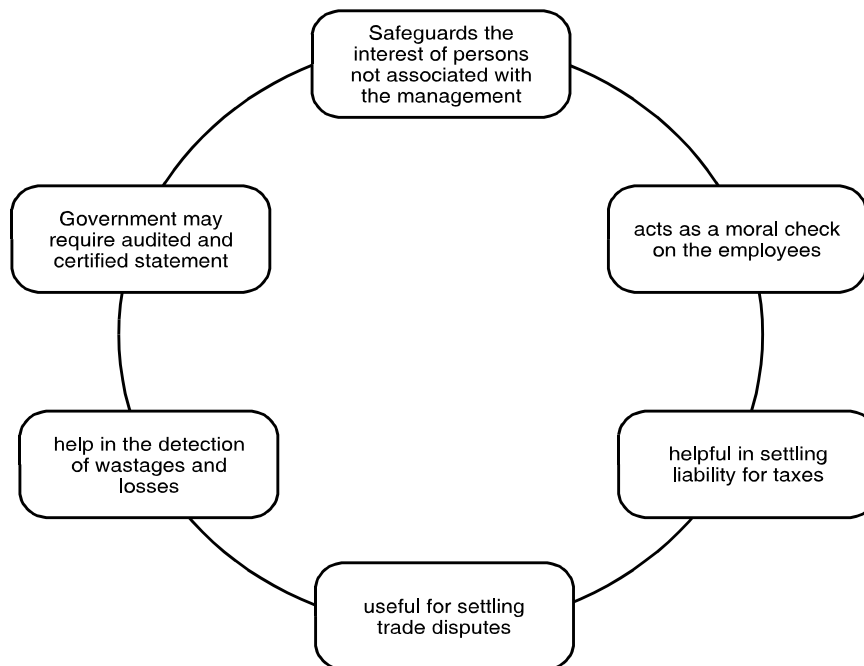 Safeguards the
interest of persons
not associated with
the management
Government may
require audited and
certified statement
acts as a moral check
on the employees
help in the detection
of wastages and
losses
helpful in settling
liability for taxes
useful for settling
trade disputes